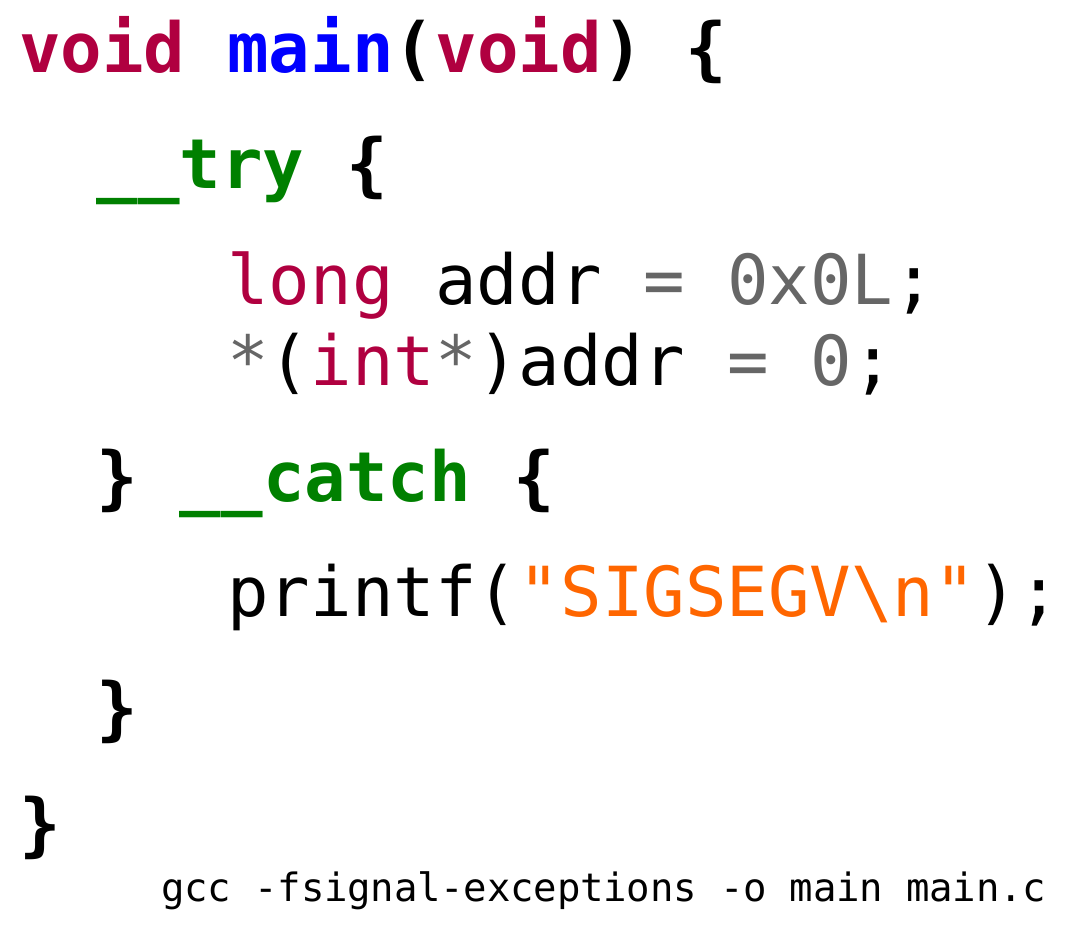 void main(void) {
__try {
long addr = 0x0L;
*(int*)addr = 0;
} __catch {
printf("SIGSEGV\n");
}
}
gcc -fsignal-exceptions -o main main.c